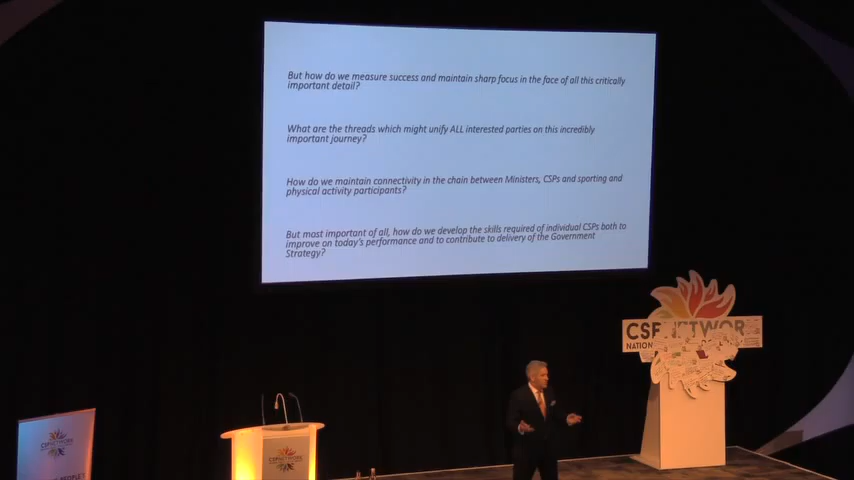 But how do we measure success and maintain sharp focus in the face of all this critically
important detail?
What are the threads which might unify ALL interested parties on this incredibly
important journey?
How do we maintain connectivity in the chain between Ministers, CSPs and sporting and
physical activity participants?
But most important of all, how do we develop the skills required of individual CSPs both to
improve on today's performance and to contribute to delivery of the Government
Strategy?
CSPNETWOR
NATION
CSPNETWORK
CSPNETWORK
PEOPLE'S